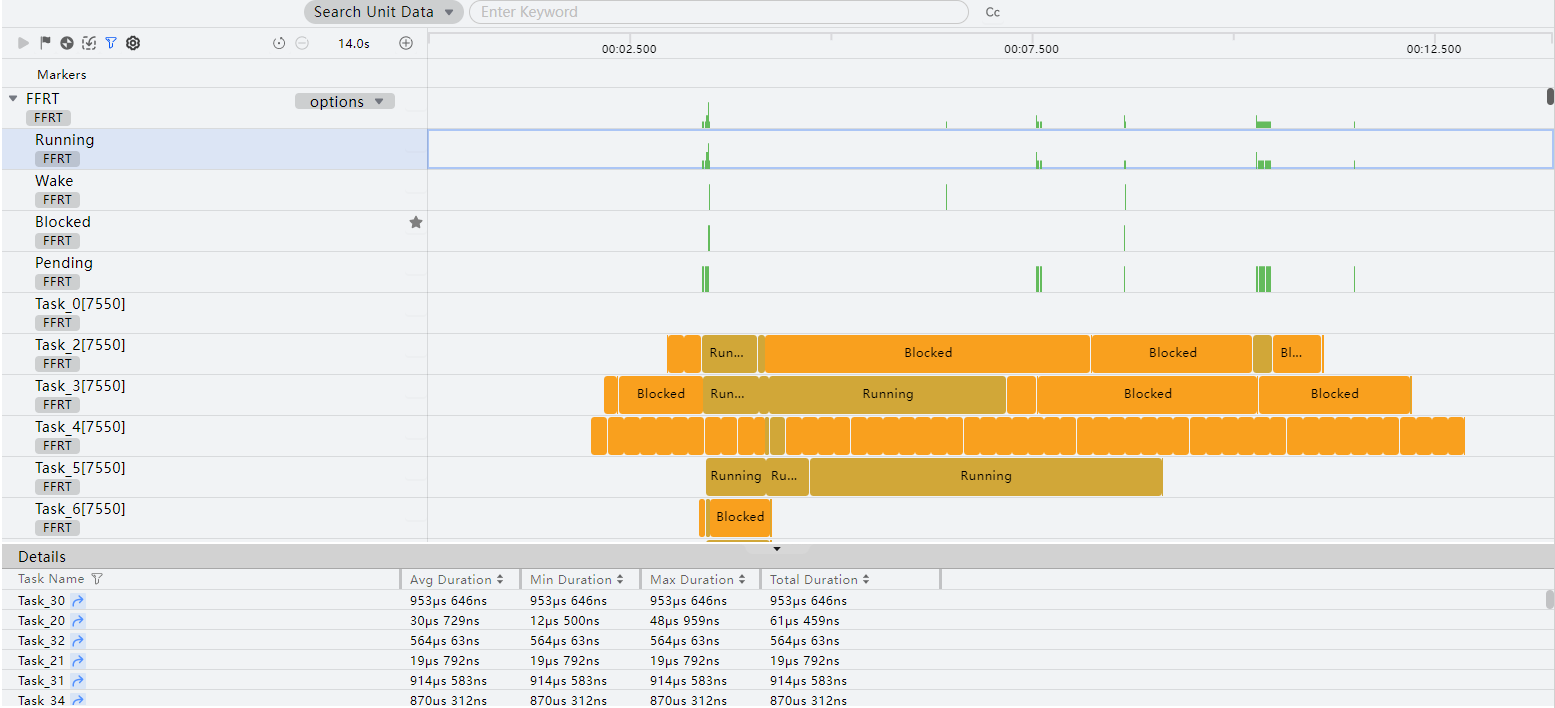 Search Unit Data Enter Keyword Cc
14.0s 00:02.500 00:07.500 00:12.500
Markers
FFRT options
FFRT
Running
FFRT
Wake
FFRT
Blocked
FFRT
Pending
FFRT
Task_0[7550]
FFRT
Task_2[7550] Run... Blocked Blocked Bl...
FFRT
Task_3[7550] Blocked Run... Running Blocked Blocked
FFRT
Task_4[7550]
FFRT
Task_5[7550] Running Ru... Running
FFRT
Task_6[7550] Blocked
FFRT
Details
Task Name Avg Duration Min Duration Max Duration Total Duration
Task_30 953μs 646ns 953μs 646ns 953μs 646ns 953μs 646ns
Task_20 30μs 729ns 12μs 500ns 48μs 959ns 61μs 459ns
Task_32 564μs 63ns 564μs 63ns 564μs 63ns 564μs 63ns
Task_21 19μs 792ns 19μs 792ns 19μs 792ns 19μs 792ns
Task_31 914μs 583ns 914μs 583ns 914μs 583ns 914μs 583ns
Task_34 870μs 312ns 870μs 312ns 870μs 312ns 870μs 312ns